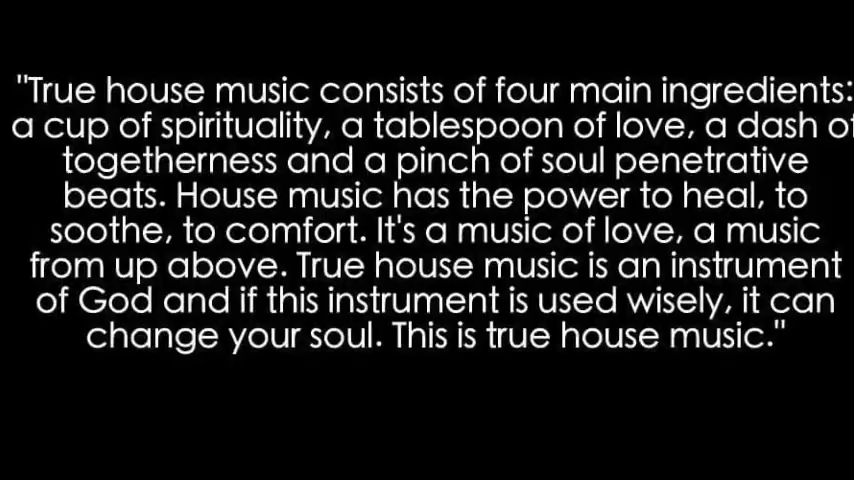 "True house music consists of four main ingredients:
a cup of spirituality, a tablespoon of love, a dash of
togetherness and a pinch of soul penetrative
beats. House music has the power to heal, to
soothe, to comfort. It's a music of love, a music
from up above. True house music is an instrument
of God and if this instrument is used wisely, it can
change your soul. This is true house music."